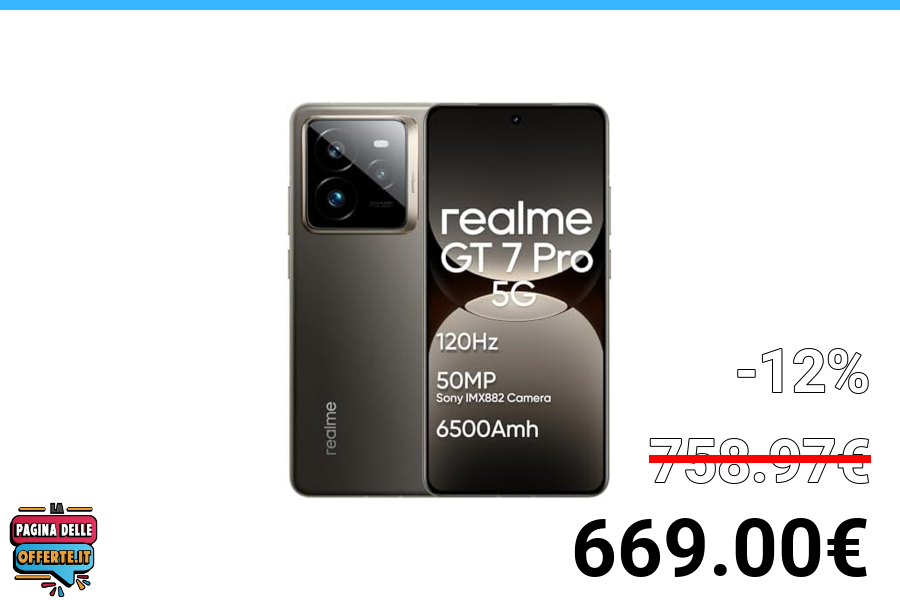 realme
GT 7 Pro
5G
120Hz
50MP
Sony IMX882 Camera
6500Amh
realme
-12%
758.97€
669.00€
LA
PAGINA DELLE
OFFERTE.IT